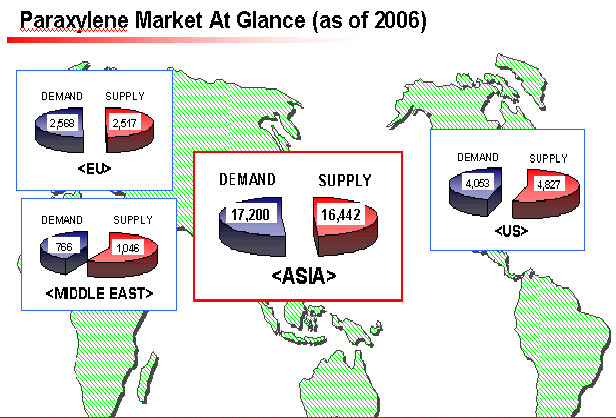 Paraxylene Market At Glance (as of 2006)
DEMAND SUPPLY
2,568 2,517
<EU>
DEMAND SUPPLY
766 1,046
<MIDDLE EAST>
DEMAND SUPPLY
17,200 16,442
<ASIA>
DEMAND SUPPLY
4,053 4,827
<US>